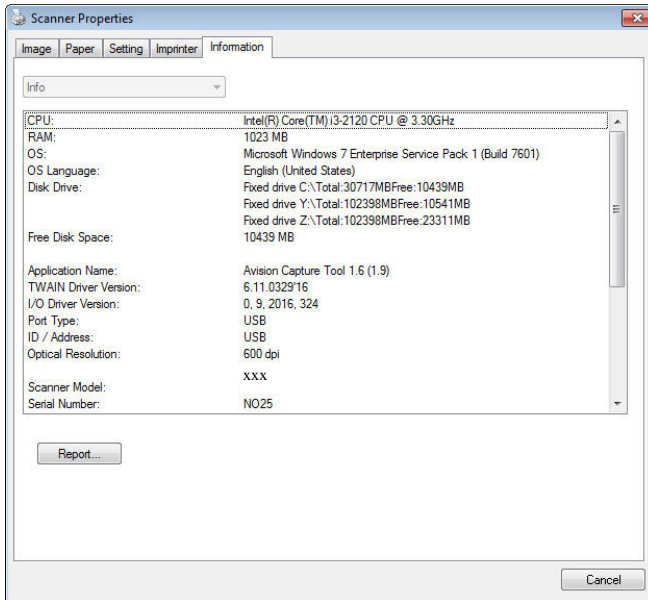 Scanner Properties
Image Paper Setting Imprinter Information
Info
CPU: Intel(R) Core(TM) i3-2120 CPU @ 3.30GHz
RAM: 1023 MB
OS: Microsoft Windows 7 Enterprise Service Pack 1 (Build 7601)
OS Language: English (United States)
Disk Drive: Fixed drive C:\Total:30717MBFree:10439MB
Fixed drive Y:\Total:102398MBFree:10541MB
Fixed drive Z:\Total:102398MBFree:23311MB
Free Disk Space: 10439 MB
Application Name: Avision Capture Tool 1.6 (1.9)
TWAIN Driver Version: 6.11.0329'16
I/O Driver Version: 0, 9, 2016, 324
Port Type: USB
ID / Address: USB
Optical Resolution: 600 dpi
xxx
Scanner Model:
Serial Number: NO25
Report...
Cancel